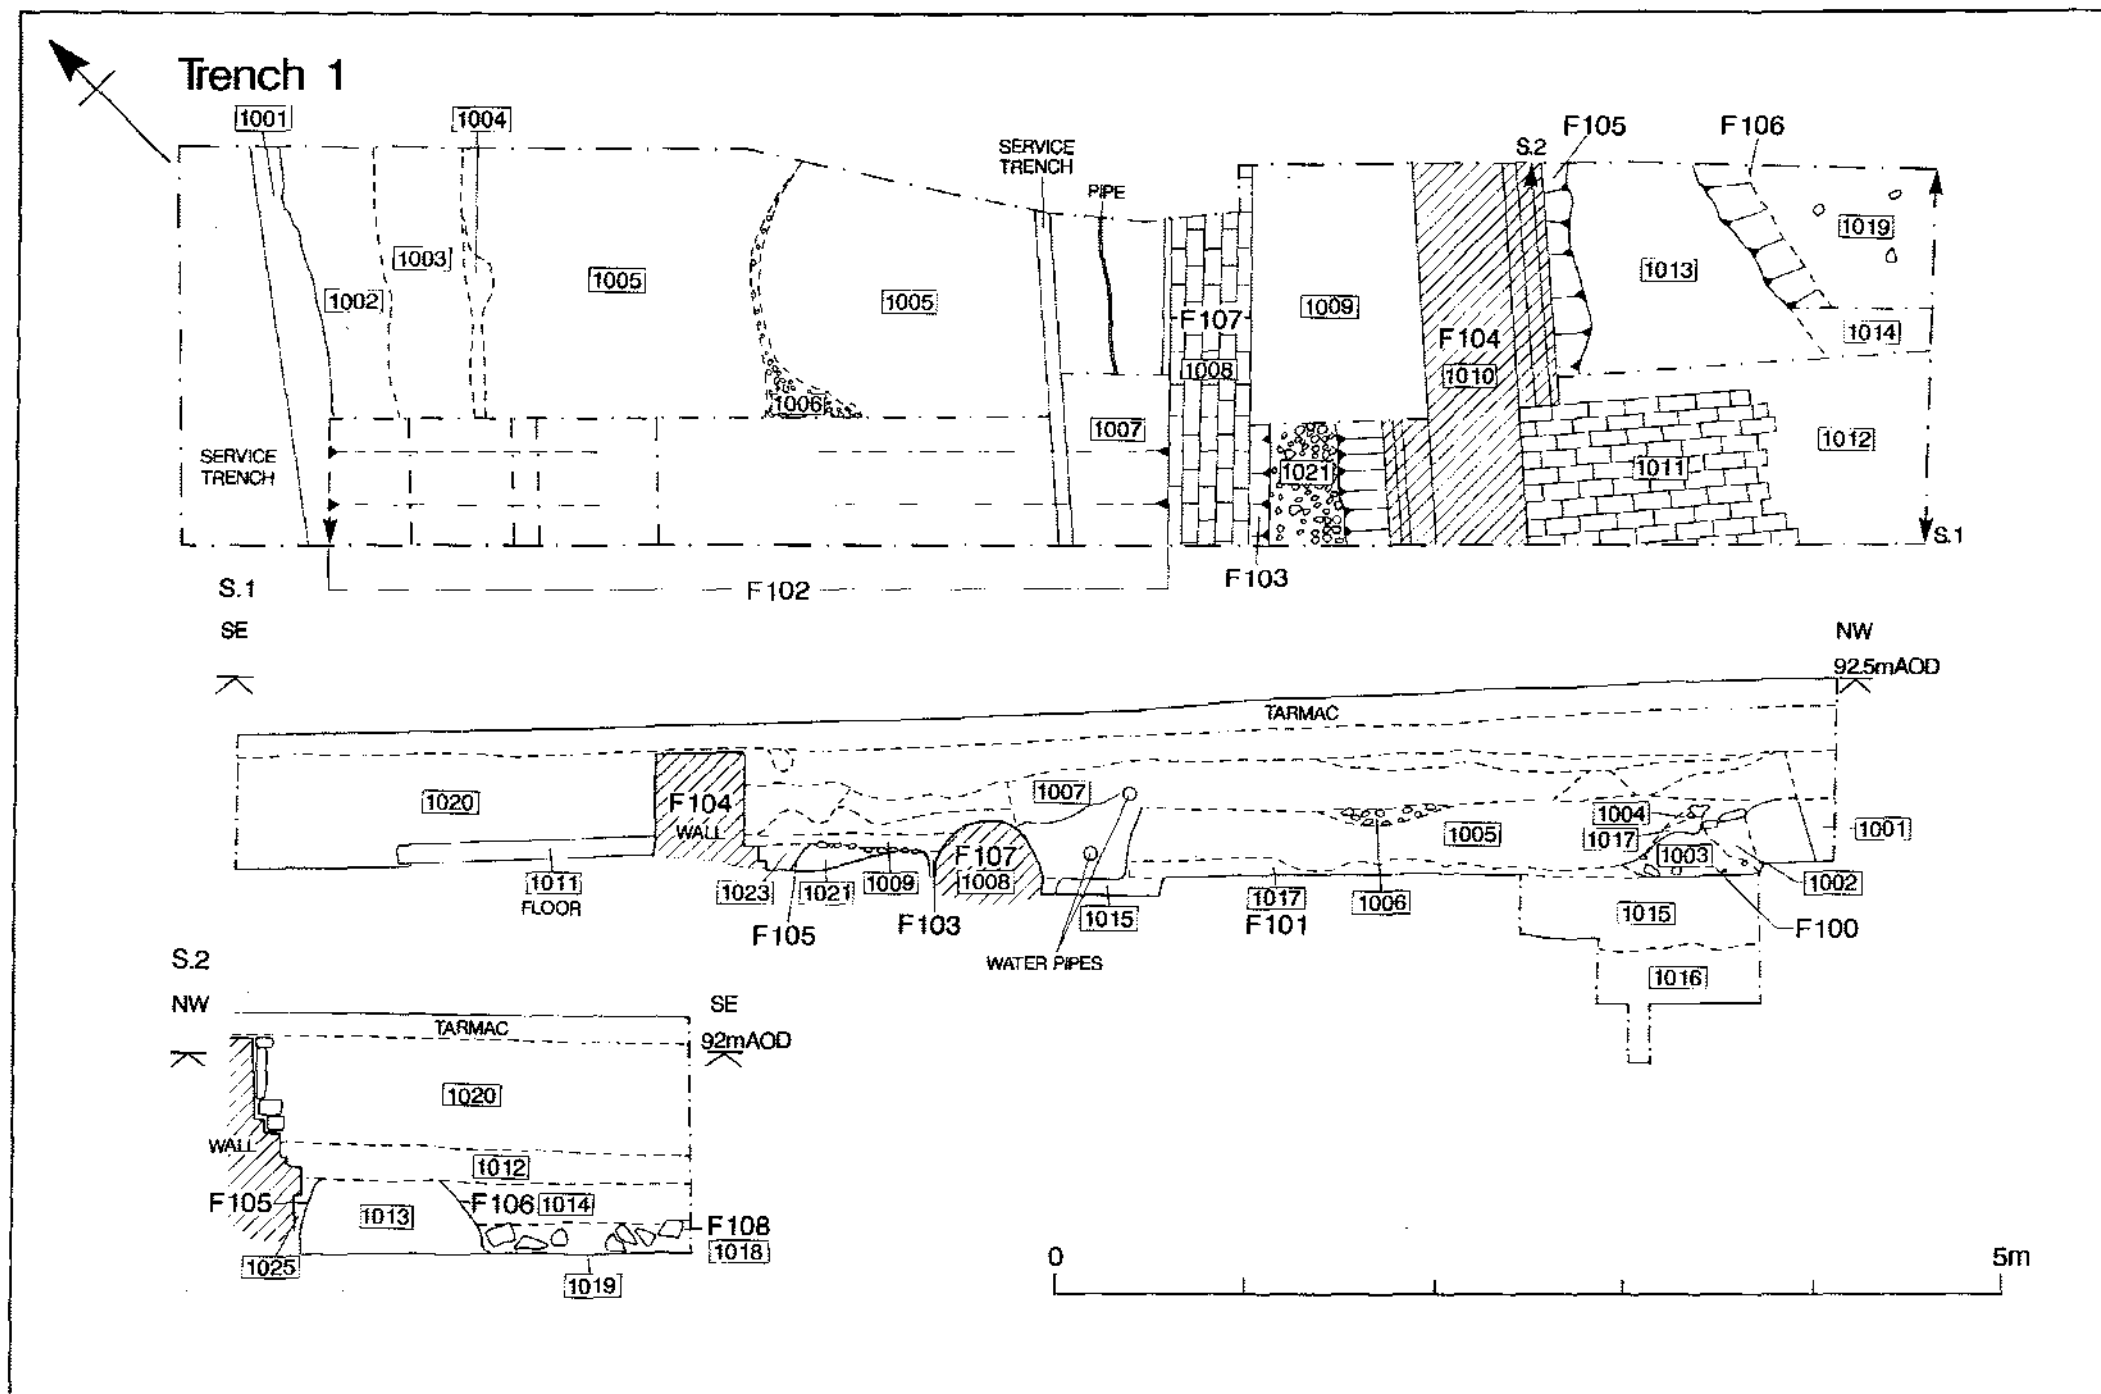 Trench 1
1001
1004
SERVICE
TRENCH
PIPE
F105
F106
S.2
1002
1003
1005
1005
1006
1007
F107
1008
1009
F104
1010
1013
1019
1014
1012
1011
1021
SERVICE
TRENCH
S.1
F102
F103
S.1
SE
NW
92.5mAOD
TARMAC
1020
F104
WALL
1007
1004
1017
1005
1003
1001
1002
F107
1008
1011
FLOOR
1023
1021
1009
F105
F103
1015
1017
F101
1006
1015
F100
1016
WATER PIPES
S.2
NW
SE
TARMAC
92mAOD
1020
WALL
1012
F105
1013
F106
1014
F108
1018
1025
1019
0
5m